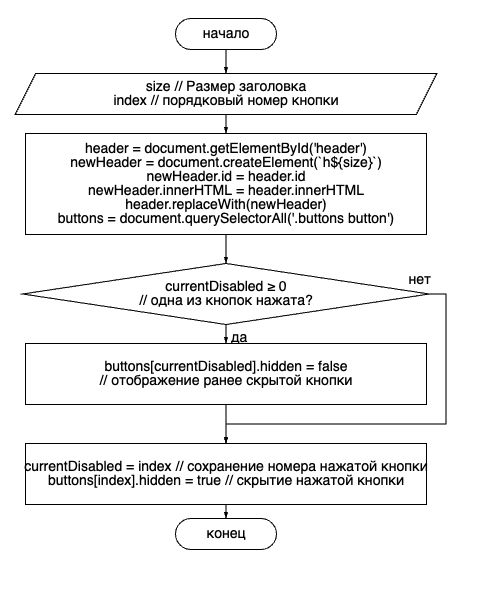 начало
size // Размер заголовка
index // порядковый номер кнопки
header = document.getElementById('header')
newHeader = document.createElement(`h${size}`)
newHeader.id = header.id
newHeader.innerHTML = header.innerHTML
header.replaceWith(newHeader)
buttons = document.querySelectorAll('.buttons button')
currentDisabled ≥ 0
// одна из кнопок нажата?
нет
да
buttons[currentDisabled].hidden = false
// отображение ранее скрытой кнопки
currentDisabled = index // сохранение номера нажатой кнопки
buttons[index].hidden = true // скрытие нажатой кнопки
конец